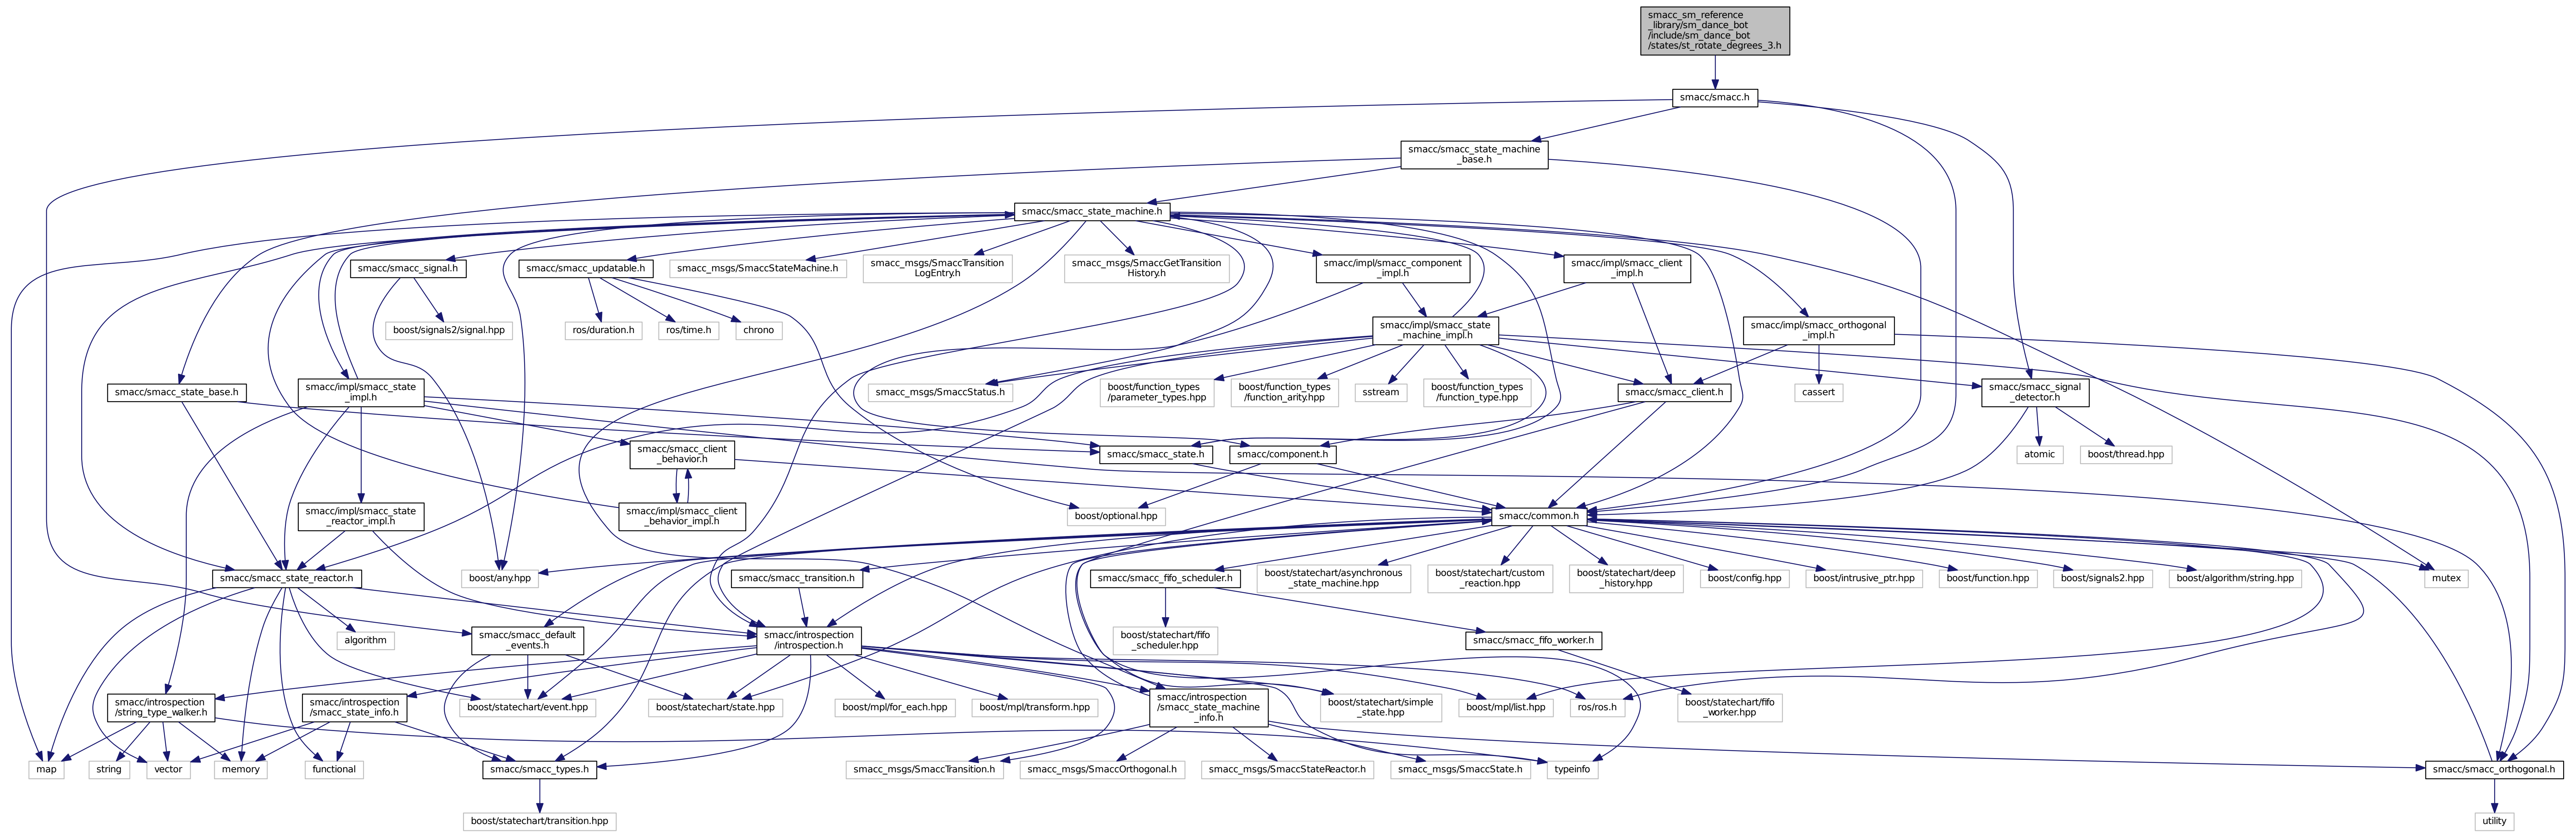 smacc_sm_reference
_library/sm_dance_bot
/include/sm_dance_bot
/states/st_rotate_degrees_3.h
smacc/smacc.h
smacc/smacc_state_machine
_base.h
smacc/smacc_state_machine.h
smacc/smacc_signal.h
smacc/smacc_updatable.h
smacc_msgs/SmaccStateMachine.h
smacc_msgs/SmaccTransition
LogEntry.h
smacc_msgs/SmaccGetTransition
History.h
smacc/impl/smacc_component
_impl.h
smacc/impl/smacc_client
_impl.h
boost/signals2/signal.hpp
ros/duration.h
ros/time.h
chrono
smacc/impl/smacc_state
_machine_impl.h
smacc/impl/smacc_orthogonal
_impl.h
smacc/smacc_state_base.h
smacc/impl/smacc_state
_impl.h
smacc_msgs/SmaccStatus.h
boost/function_types
/parameter_types.hpp
boost/function_types
/function_arity.hpp
sstream
boost/function_types
/function_type.hpp
smacc/smacc_client.h
cassert
smacc/smacc_signal
_detector.h
smacc/smacc_client
_behavior.h
smacc/smacc_state.h
smacc/component.h
atomic
boost/thread.hpp
smacc/impl/smacc_state
_reactor_impl.h
smacc/impl/smacc_client
_behavior_impl.h
boost/optional.hpp
smacc/common.h
smacc/smacc_state_reactor.h
boost/any.hpp
smacc/smacc_transition.h
smacc/smacc_fifo_scheduler.h
boost/statechart/asynchronous
_state_machine.hpp
boost/statechart/custom
_reaction.hpp
boost/statechart/deep
_history.hpp
boost/config.hpp
boost/intrusive_ptr.hpp
boost/function.hpp
boost/signals2.hpp
boost/algorithm/string.hpp
mutex
algorithm
smacc/smacc_default
_events.h
smacc/introspection
/introspection.h
boost/statechart/fifo
_scheduler.hpp
smacc/smacc_fifo_worker.h
smacc/introspection
/string_type_walker.h
smacc/introspection
/smacc_state_info.h
boost/statechart/event.hpp
boost/statechart/state.hpp
boost/mpl/for_each.hpp
boost/mpl/transform.hpp
smacc/introspection
/smacc_state_machine
_info.h
boost/statechart/simple
_state.hpp
boost/mpl/list.hpp
ros/ros.h
boost/statechart/fifo
_worker.hpp
map
string
vector
memory
functional
smacc/smacc_types.h
smacc_msgs/SmaccTransition.h
smacc_msgs/SmaccOrthogonal.h
smacc_msgs/SmaccStateReactor.h
smacc_msgs/SmaccState.h
typeinfo
smacc/smacc_orthogonal.h
boost/statechart/transition.hpp
utility